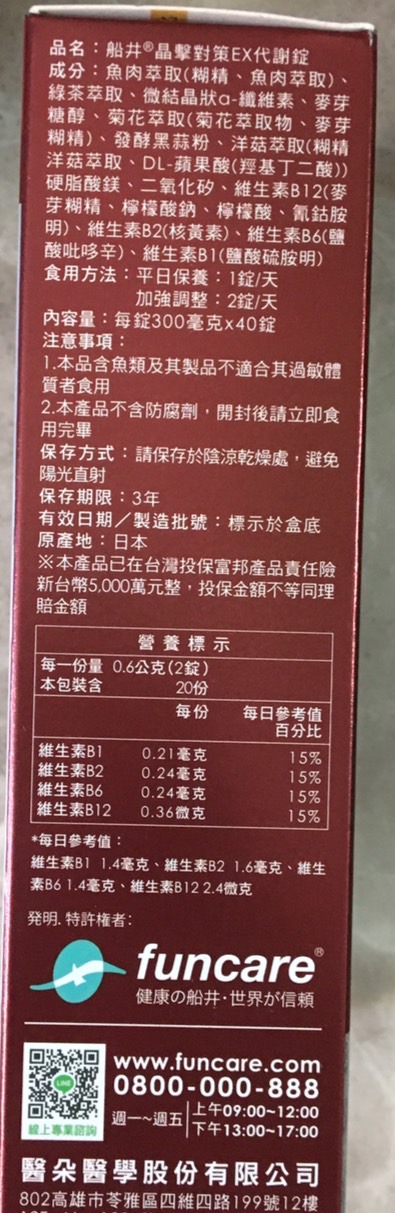 品名：船井®晶擊對策EX代謝錠
成分：魚肉萃取(糊精、魚肉萃取)、
綠茶萃取、微結晶狀α-纖維素、麥芽
糖醇、菊花萃取(菊花萃取物、麥芽
糊精)、發酵黑蒜粉、洋菇萃取(糊精
洋菇萃取、DL-蘋果酸(羥基丁二酸))
硬脂酸鎂、二氧化矽、維生素B12(麥
芽糊精、檸檬酸鈉、檸檬酸、氰鈷胺
明)、維生素B2(核黃素)、維生素B6(鹽
酸吡哆辛)、維生素B1(鹽酸硫胺明)
食用方法：平日保養：1錠/天
加強調整：2錠/天
內容量：每錠300毫克x40錠
注意事項：
1.本品含魚類及其製品不適合其過敏體
質者食用
2.本產品不含防腐劑，開封後請立即食
用完畢
保存方式：請保存於陰涼乾燥處，避免
陽光直射
保存期限：3年
有效日期／製造批號：標示於盒底
原產地：日本
※本產品已在台灣投保富邦產品責任險
新台幣5,000萬元整，投保金額不等同理
賠金額
營養標示
每一份量 0.6公克(2錠)
本包裝含 20份
每份 每日參考值
百分比
維生素B1 0.21毫克 15%
維生素B2 0.24毫克 15%
維生素B6 0.24毫克 15%
維生素B12 0.36微克 15%
*每日參考值：
維生素B1 1.4毫克、維生素B2 1.6毫克、維生
素B6 1.4毫克、維生素B12 2.4微克
発明．特許権者：
funcare®
健康の船井・世界が信頼
LINE
線上專業諮詢
www.funcare.com
0800-000-888
週一~週五 上午09:00~12:00
下午13:00~17:00
醫朵醫學股份有限公司
802高雄市苓雅區四維四路199號12樓